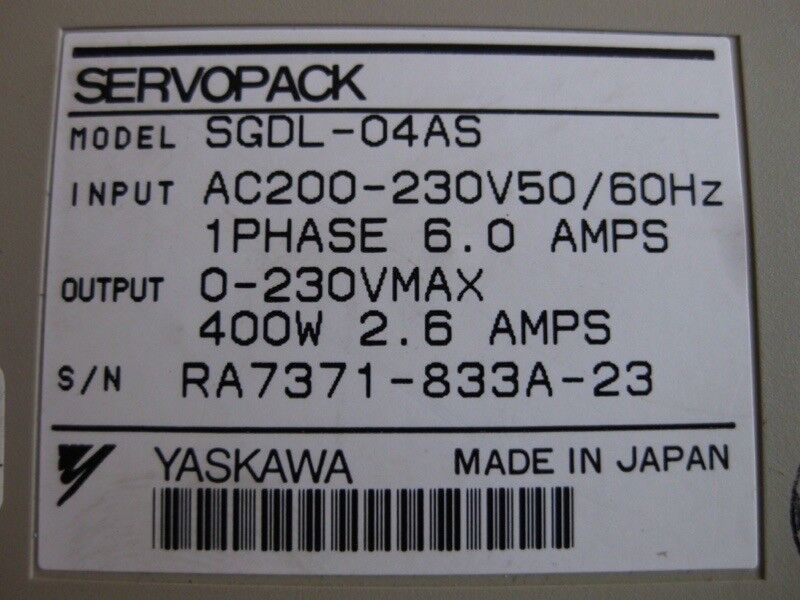 SERVOPACK
MODEL SGDL-04AS
INPUT AC200-230V50/60Hz
1PHASE 6.0 AMPS
OUTPUT 0-230VMAX
400W 2.6 AMPS
S/N RA7371-833A-23
YASKAWA MADE IN JAPAN